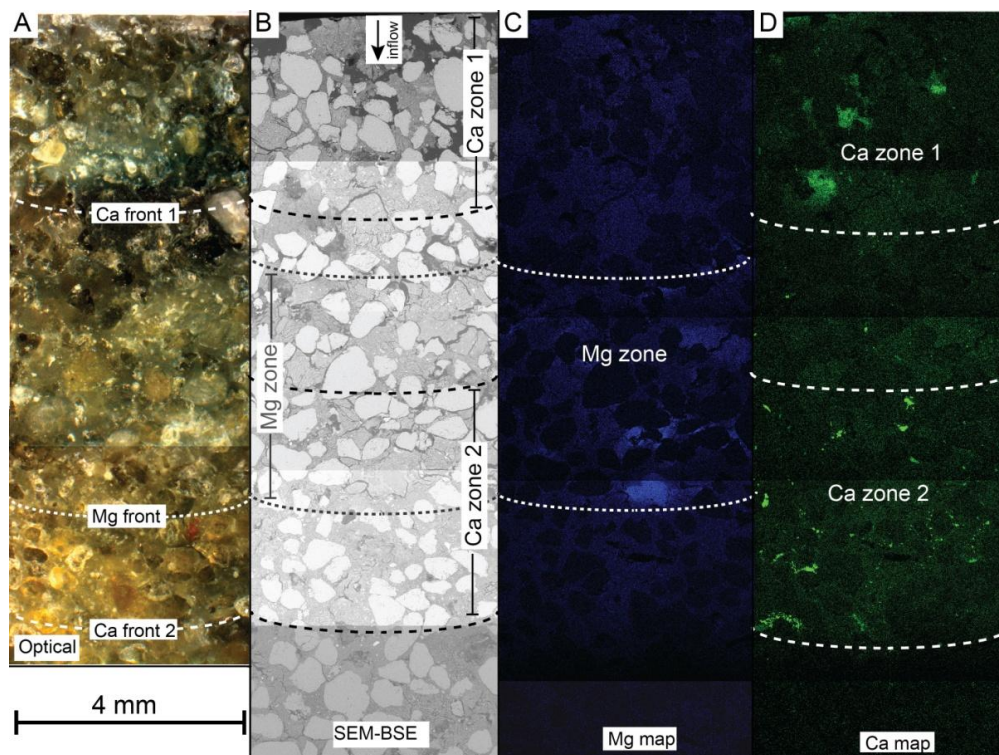 A
Ca front 1
Mg front
Ca front 2
Optical
4 mm
B
inflow
Ca zone 1
Mg zone
Ca zone 2
SEM-BSE
C
Mg zone
Mg map
D
Ca zone 1
Ca zone 2
Ca map